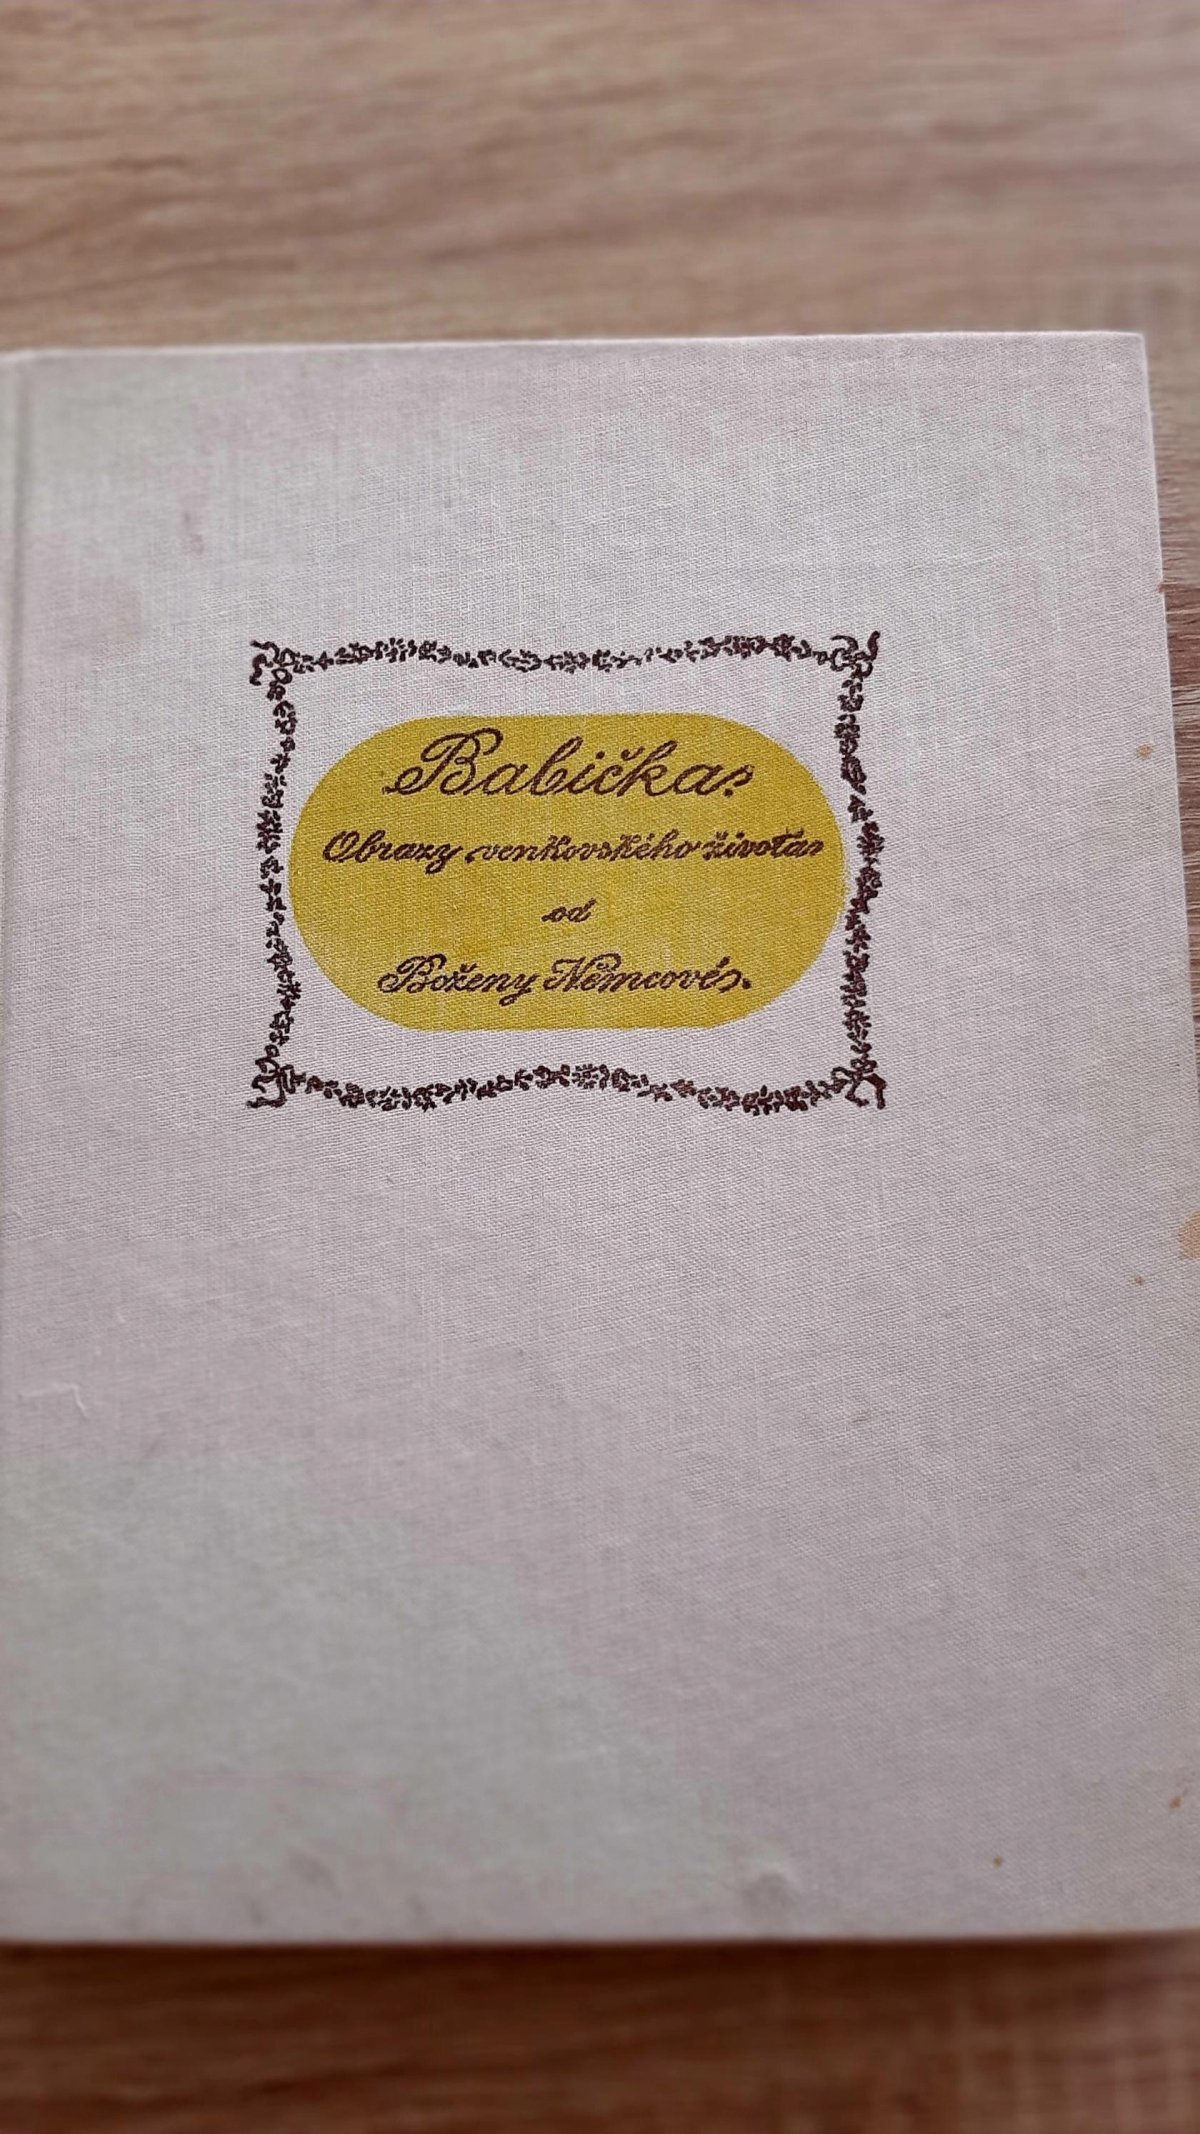 Babička.
Obrazy venkovského života
od
Boženy Němcové.